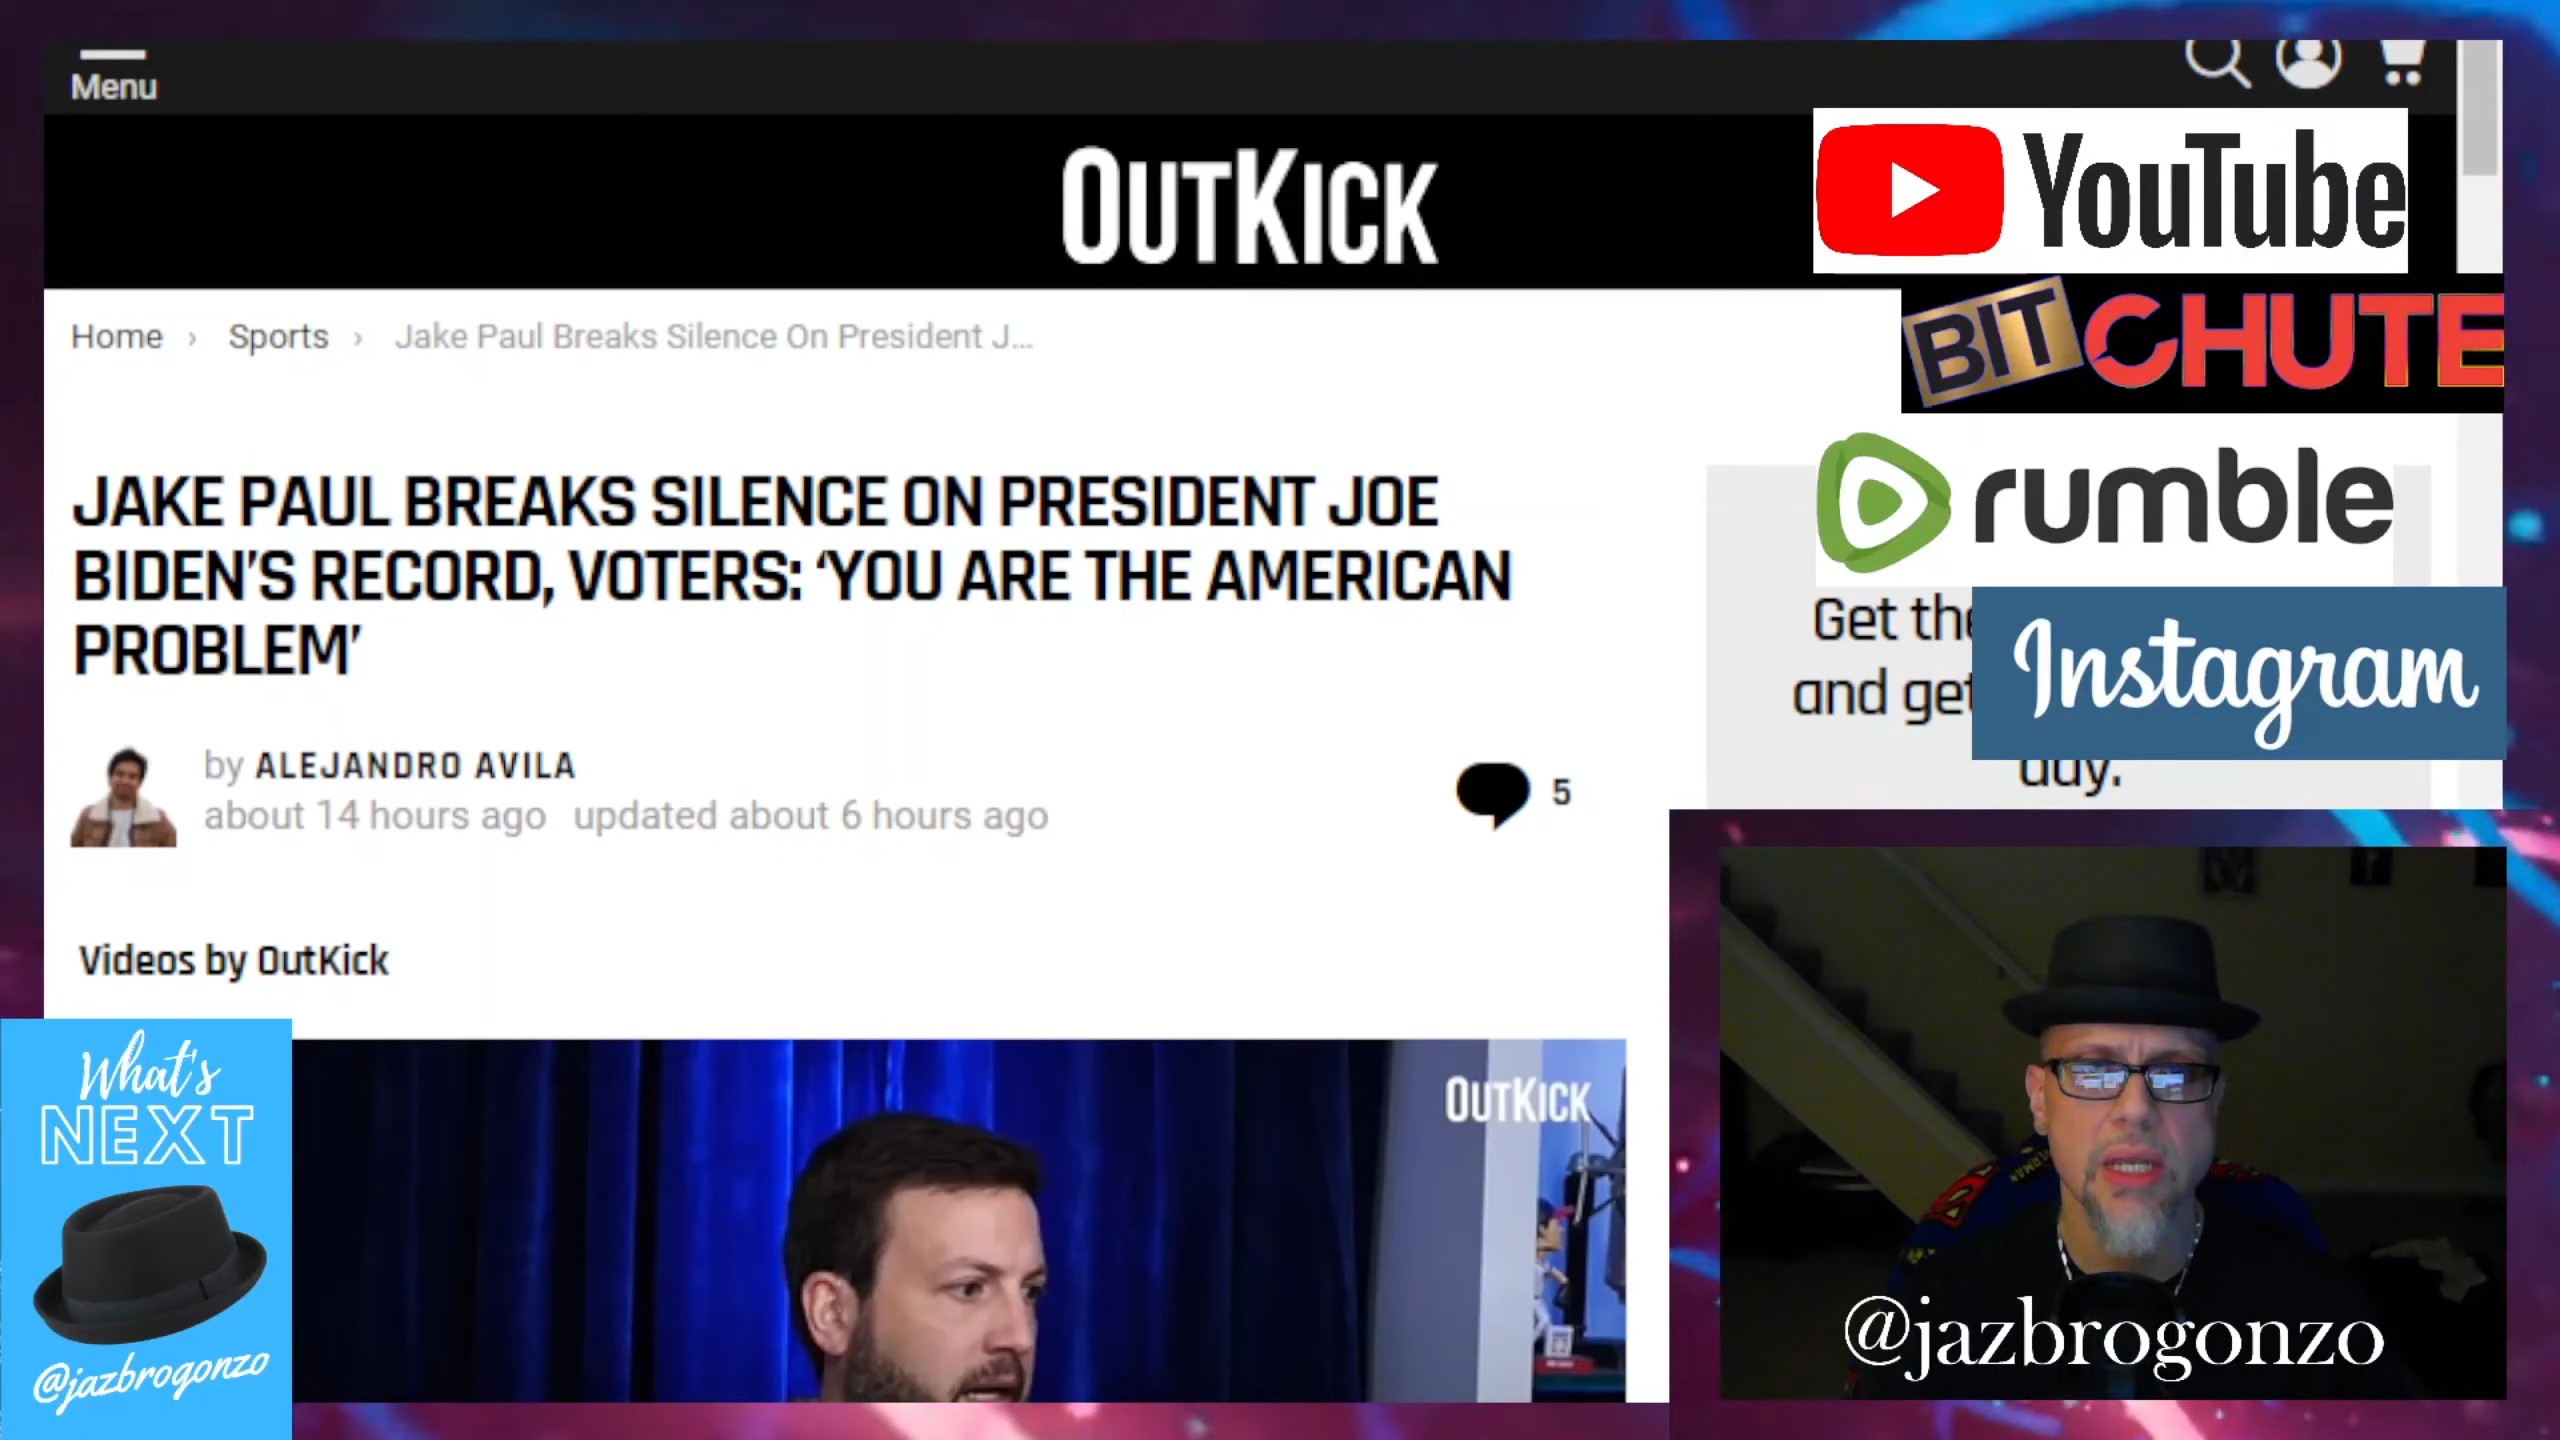 Menu
OUTKICK
YouTube
BITCHUTE
Home › Sports › Jake Paul Breaks Silence On President J...
rumble
JAKE PAUL BREAKS SILENCE ON PRESIDENT JOE
BIDEN'S RECORD, VOTERS: ‘YOU ARE THE AMERICAN
PROBLEM’
Get the
and get
Instagram
day.
by ALEJANDRO AVILA
about 14 hours ago updated about 6 hours ago
5
Videos by OutKick
OUTKICK
What's
NEXT
@jazbrogonzo
@jazbrogonzo